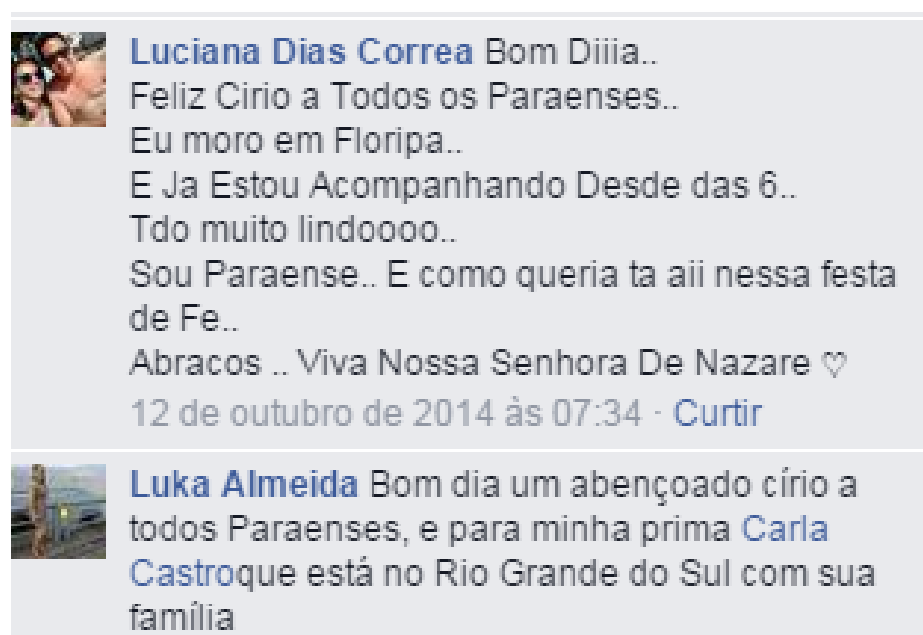 Luciana Dias Correa Bom Diiia..
Feliz Cirio a Todos os Paraenses..
Eu moro em Floripa..
E Ja Estou Acompanhando Desde das 6..
Tdo muito lindoooo..
Sou Paraense.. E como queria ta aii nessa festa
de Fe..
Abracos .. Viva Nossa Senhora De Nazare ♡
12 de outubro de 2014 às 07:34 · Curtir
Luka Almeida Bom dia um abençoado círio a
todos Paraenses, e para minha prima Carla
Castroque está no Rio Grande do Sul com sua
família